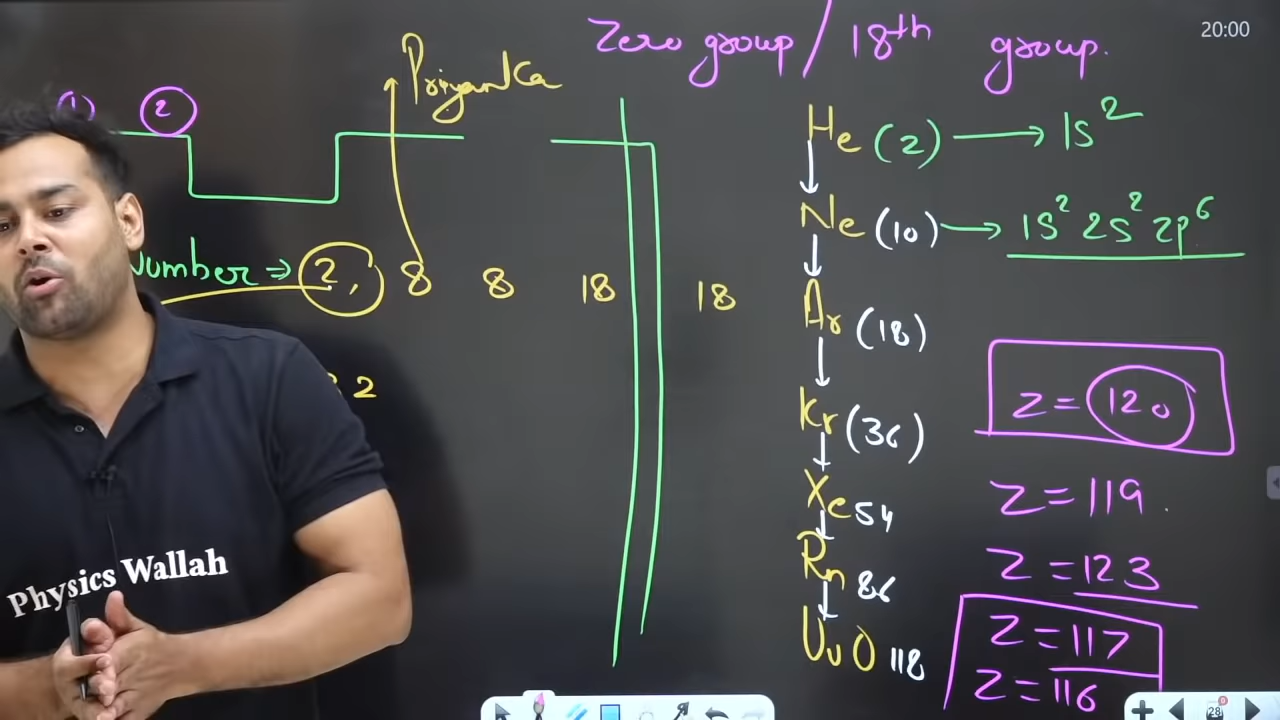 Zero group / 18th group.
20:00
Priyanka
1 2
He (2) → 1s²
Ne (10) → 1s² 2s² 2p⁶
Number ⇒ 2, 8 8 18 18
Ar (18)
2
Z = 120
Kr (36)
Z = 119
Xe 54
Z = 123
Rn 86
Z = 117
UuO 118
Z = 116
Physics Wallah
28